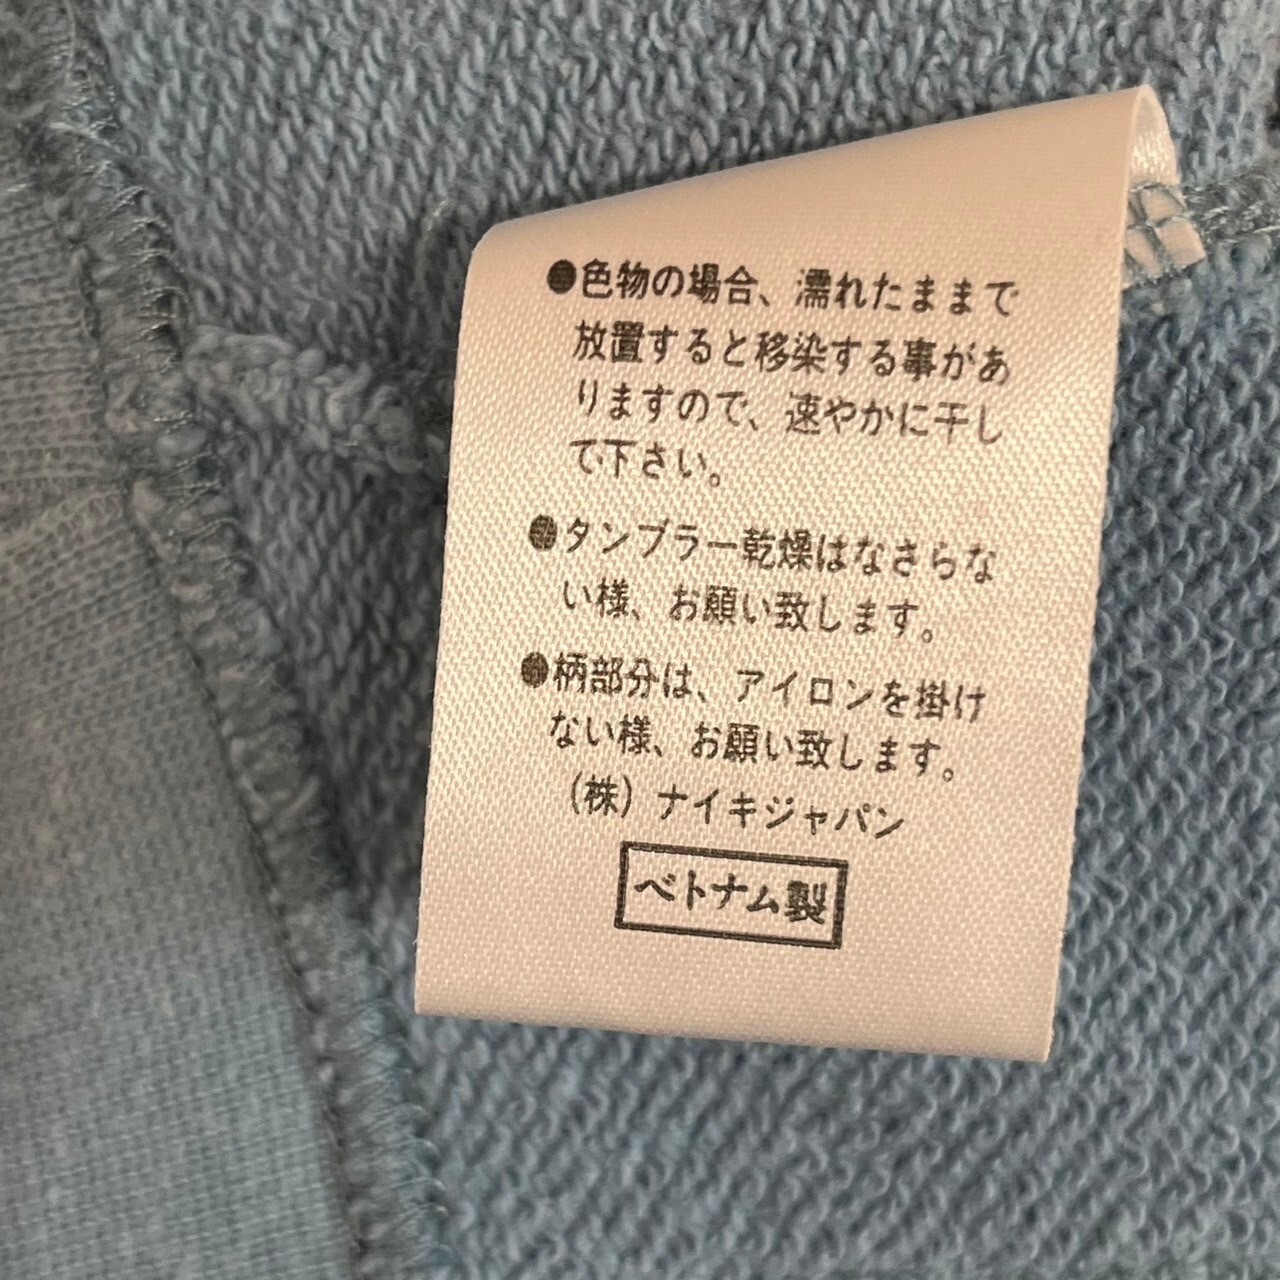 ●色物の場合、濡れたままで
放置すると移染する事があ
りますので、速やかに干し
て下さい。
●タンブラー乾燥はなさらな
い様、お願い致します。
●柄部分は、アイロンを掛け
ない様、お願い致します。
(株) ナイキジャパン
ベトナム製